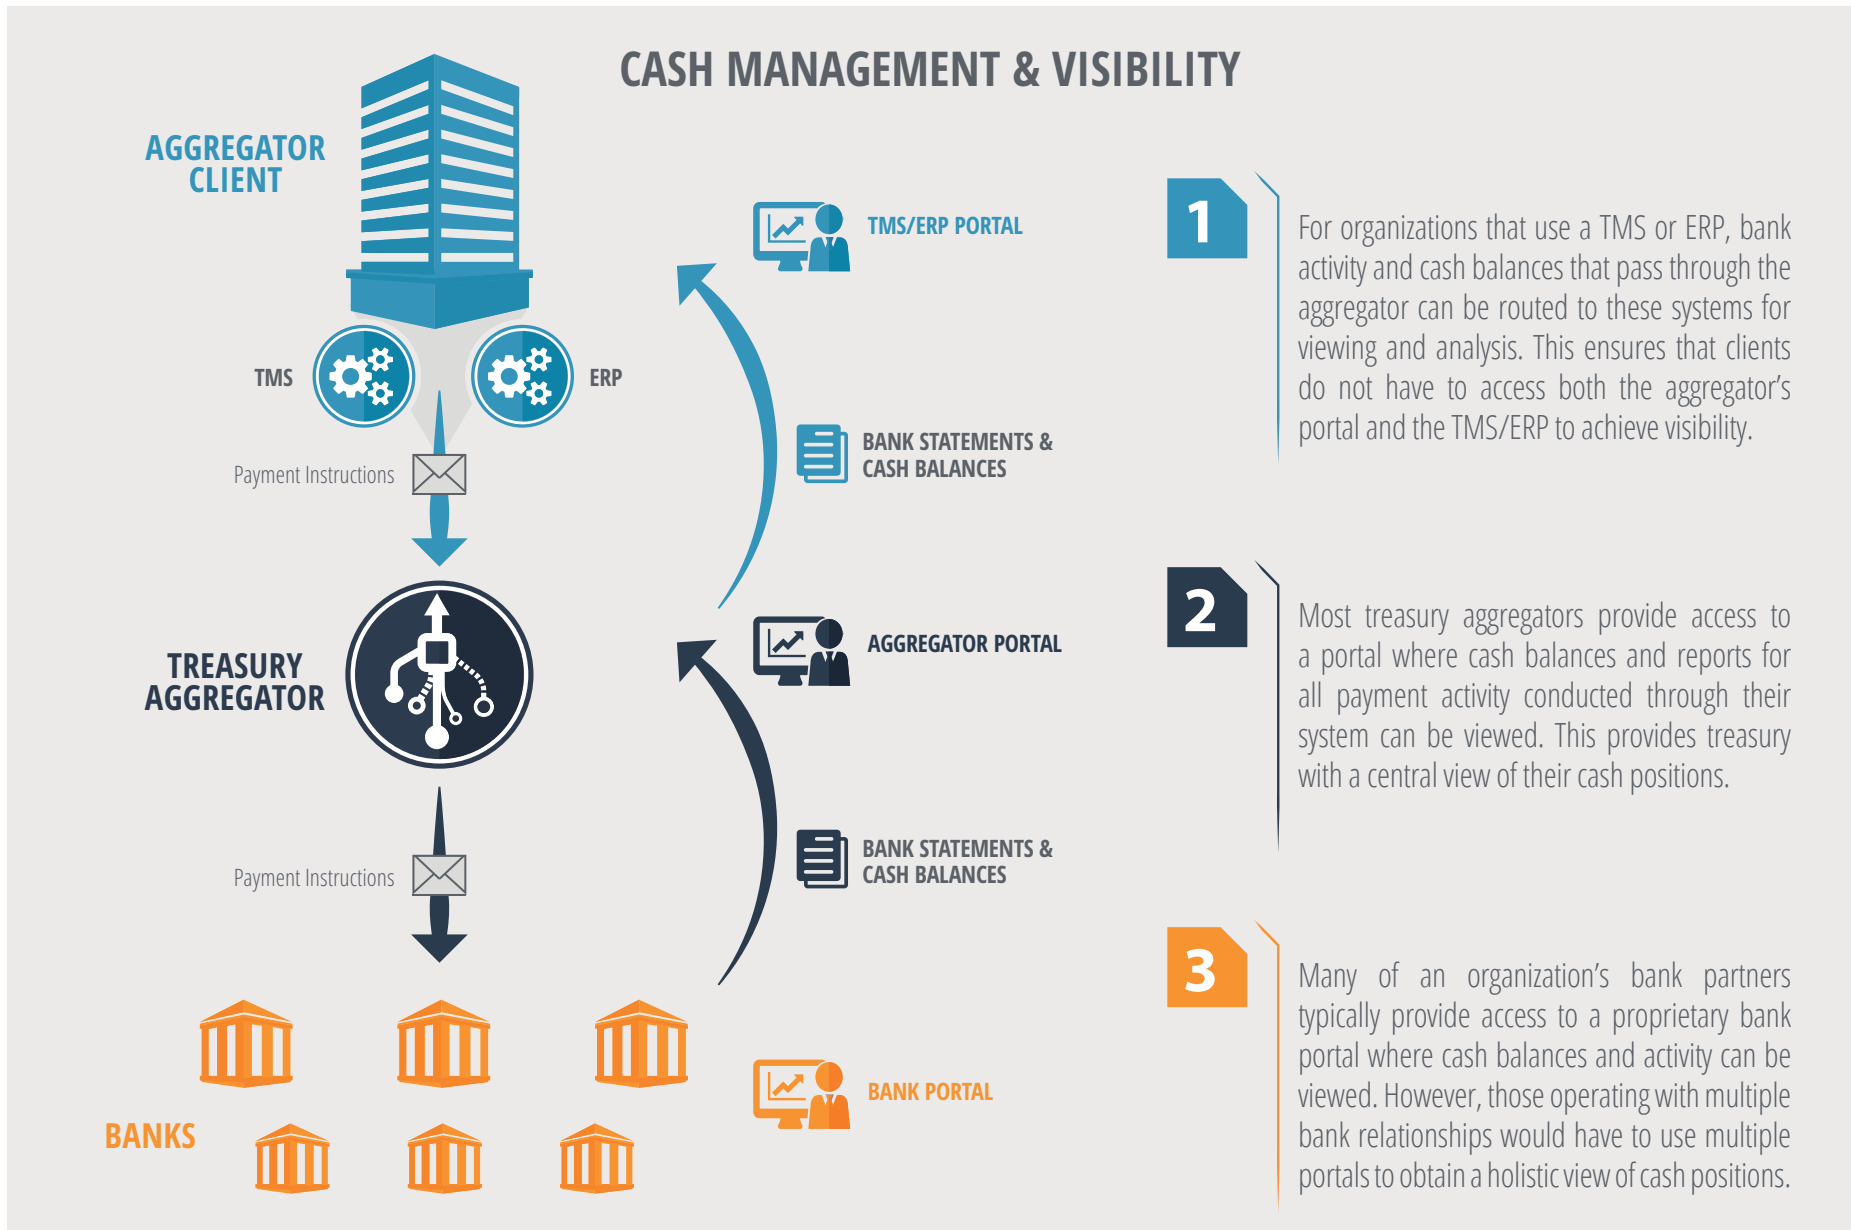 CASH MANAGEMENT & VISIBILITY
AGGREGATOR
CLIENT
TMS
ERP
Payment Instructions
TREASURY
AGGREGATOR
Payment Instructions
BANKS
TMS/ERP PORTAL
BANK STATEMENTS &
CASH BALANCES
AGGREGATOR PORTAL
BANK STATEMENTS &
CASH BALANCES
BANK PORTAL
1
For organizations that use a TMS or ERP, bank
activity and cash balances that pass through the
aggregator can be routed to these systems for
viewing and analysis. This ensures that clients
do not have to access both the aggregator’s
portal and the TMS/ERP to achieve visibility.
2
Most treasury aggregators provide access to
a portal where cash balances and reports for
all payment activity conducted through their
system can be viewed. This provides treasury
with a central view of their cash positions.
3
Many of an organization’s bank partners
typically provide access to a proprietary bank
portal where cash balances and activity can be
viewed. However, those operating with multiple
bank relationships would have to use multiple
portals to obtain a holistic view of cash positions.